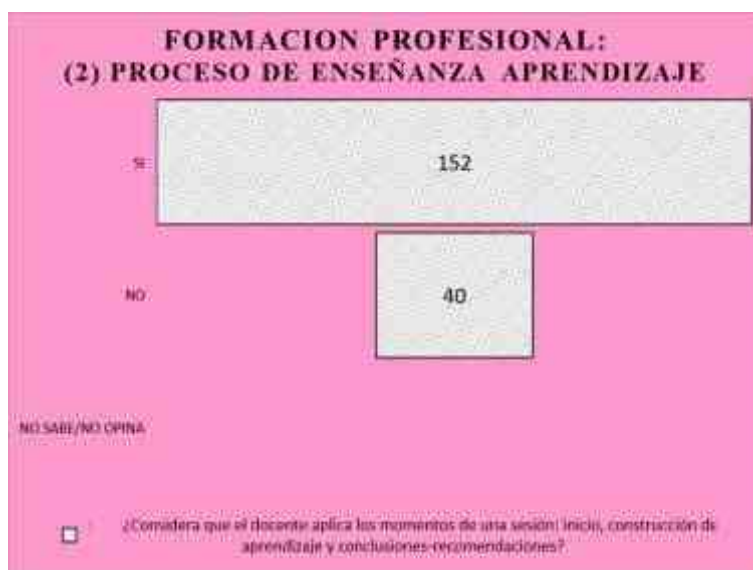 FORMACION PROFESIONAL:
(2) PROCESO DE ENSEÑANZA APRENDIZAJE
SI
152
NO
40
NO SABE/NO OPINA
¿Considera que el docente aplica los momentos de una sesión: inicio, construcción de
aprendizaje y conclusiones-recomendaciones?